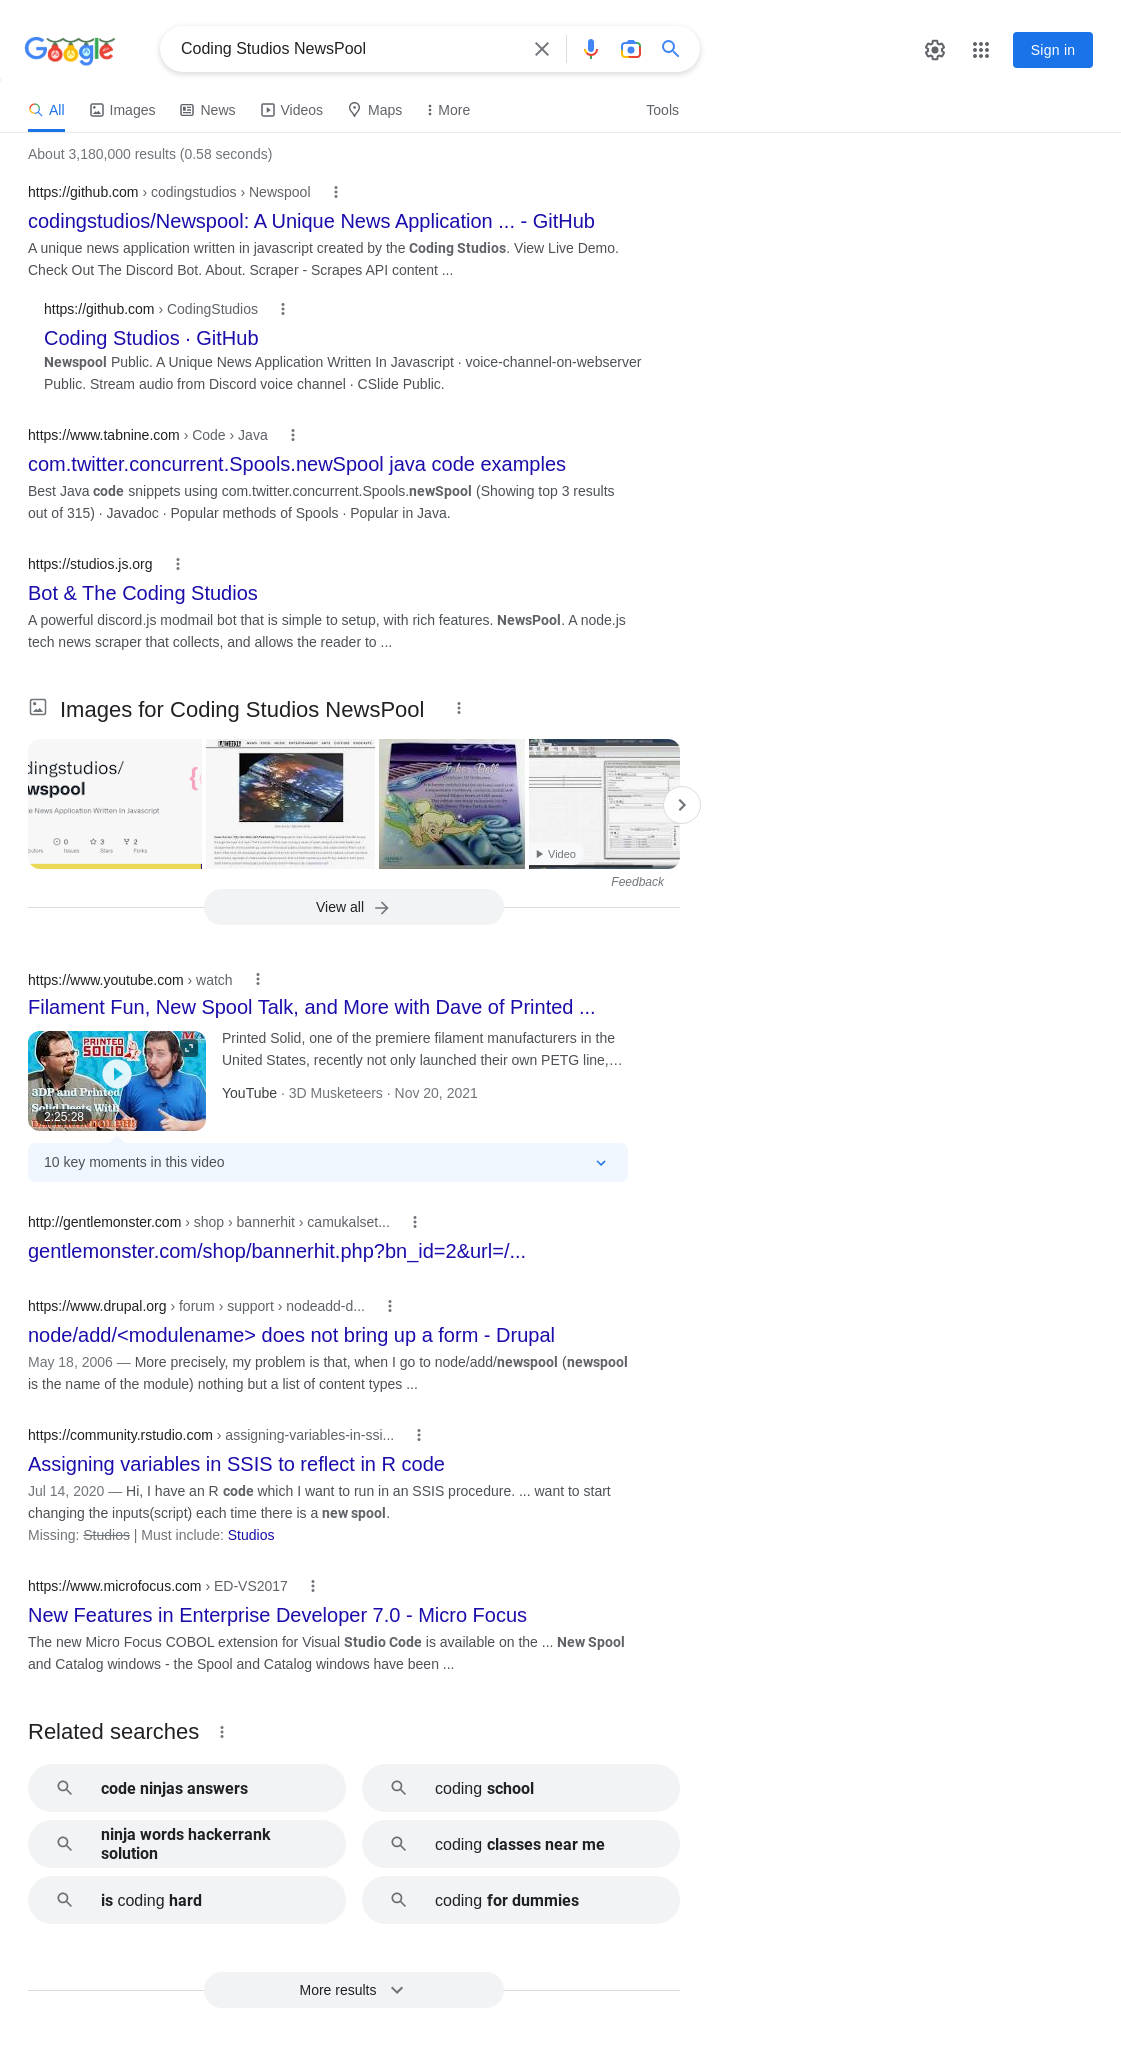 Google
Coding Studios NewsPool
Sign in
All Images News Videos Maps More Tools
About 3,180,000 results (0.58 seconds)
https://github.com › codingstudios › Newspool
codingstudios/Newspool: A Unique News Application ... - GitHub
A unique news application written in javascript created by the Coding Studios. View Live Demo.
Check Out The Discord Bot. About. Scraper - Scrapes API content ...
https://github.com › CodingStudios
Coding Studios · GitHub
Newspool Public. A Unique News Application Written In Javascript · voice-channel-on-webserver
Public. Stream audio from Discord voice channel · CSlide Public.
https://www.tabnine.com › Code › Java
com.twitter.concurrent.Spools.newSpool java code examples
Best Java code snippets using com.twitter.concurrent.Spools.newSpool (Showing top 3 results
out of 315) · Javadoc · Popular methods of Spools · Popular in Java.
https://studios.js.org
Bot & The Coding Studios
A powerful discord.js modmail bot that is simple to setup, with rich features. NewsPool. A node.js
tech news scraper that collects, and allows the reader to ...
Images for Coding Studios NewsPool
dingstudios/
wspool
e News Application Written In Javascript
0 3 2
Issues Stars Forks
Tinker Bell
Video
Feedback
View all
https://www.youtube.com › watch
Filament Fun, New Spool Talk, and More with Dave of Printed ...
PRINTED
SOLID
3DP and Printed
Solid Deets With
2:25:28
Printed Solid, one of the premiere filament manufacturers in the
United States, recently not only launched their own PETG line,...
YouTube · 3D Musketeers · Nov 20, 2021
10 key moments in this video
http://gentlemonster.com › shop › bannerhit › camukalset...
gentlemonster.com/shop/bannerhit.php?bn_id=2&url=/...
https://www.drupal.org › forum › support › nodeadd-d...
node/add/<modulename> does not bring up a form - Drupal
May 18, 2006 — More precisely, my problem is that, when I go to node/add/newspool (newspool
is the name of the module) nothing but a list of content types ...
https://community.rstudio.com › assigning-variables-in-ssi...
Assigning variables in SSIS to reflect in R code
Jul 14, 2020 — Hi, I have an R code which I want to run in an SSIS procedure. ... want to start
changing the inputs(script) each time there is a new spool.
Missing: Studios | Must include: Studios
https://www.microfocus.com › ED-VS2017
New Features in Enterprise Developer 7.0 - Micro Focus
The new Micro Focus COBOL extension for Visual Studio Code is available on the ... New Spool
and Catalog windows - the Spool and Catalog windows have been ...
Related searches
code ninjas answers
coding school
ninja words hackerrank
solution
coding classes near me
is coding hard
coding for dummies
More results